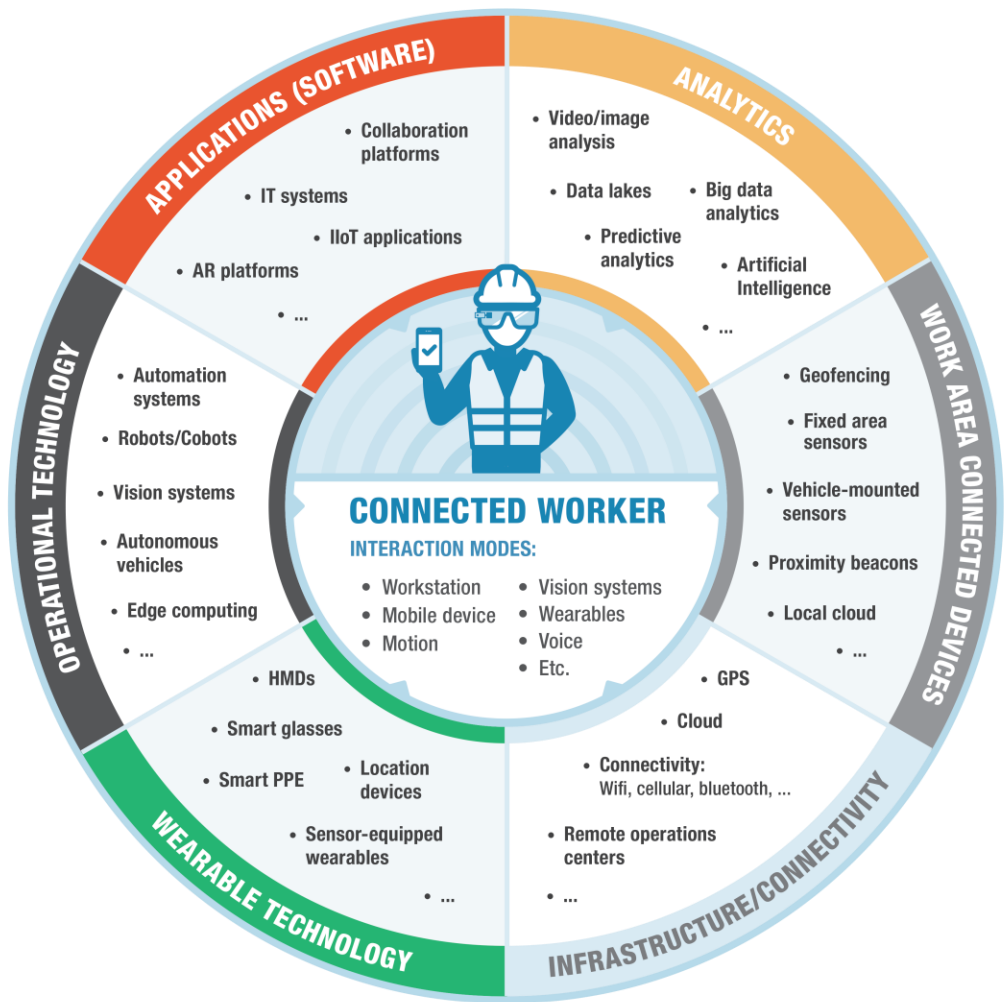 APPLICATIONS (SOFTWARE)
• Collaboration
platforms
• IT systems
• IIoT applications
• AR platforms
• ...
ANALYTICS
• Video/image
analysis
• Data lakes
• Big data
analytics
• Predictive
analytics
• Artificial
Intelligence
• ...
WORK AREA CONNECTED DEVICES
• Geofencing
• Fixed area
sensors
• Vehicle-mounted
sensors
• Proximity beacons
• Local cloud
• ...
INFRASTRUCTURE/CONNECTIVITY
• GPS
• Cloud
• Connectivity:
Wifi, cellular, bluetooth, ...
• Remote operations
centers
• ...
WEARABLE TECHNOLOGY
• HMDs
• Smart glasses
• Smart PPE
• Location
devices
• Sensor-equipped
wearables
• ...
OPERATIONAL TECHNOLOGY
• Automation
systems
• Robots/Cobots
• Vision systems
• Autonomous
vehicles
• Edge computing
• ...
CONNECTED WORKER
INTERACTION MODES:
• Workstation
• Mobile device
• Motion
• Vision systems
• Wearables
• Voice
• Etc.